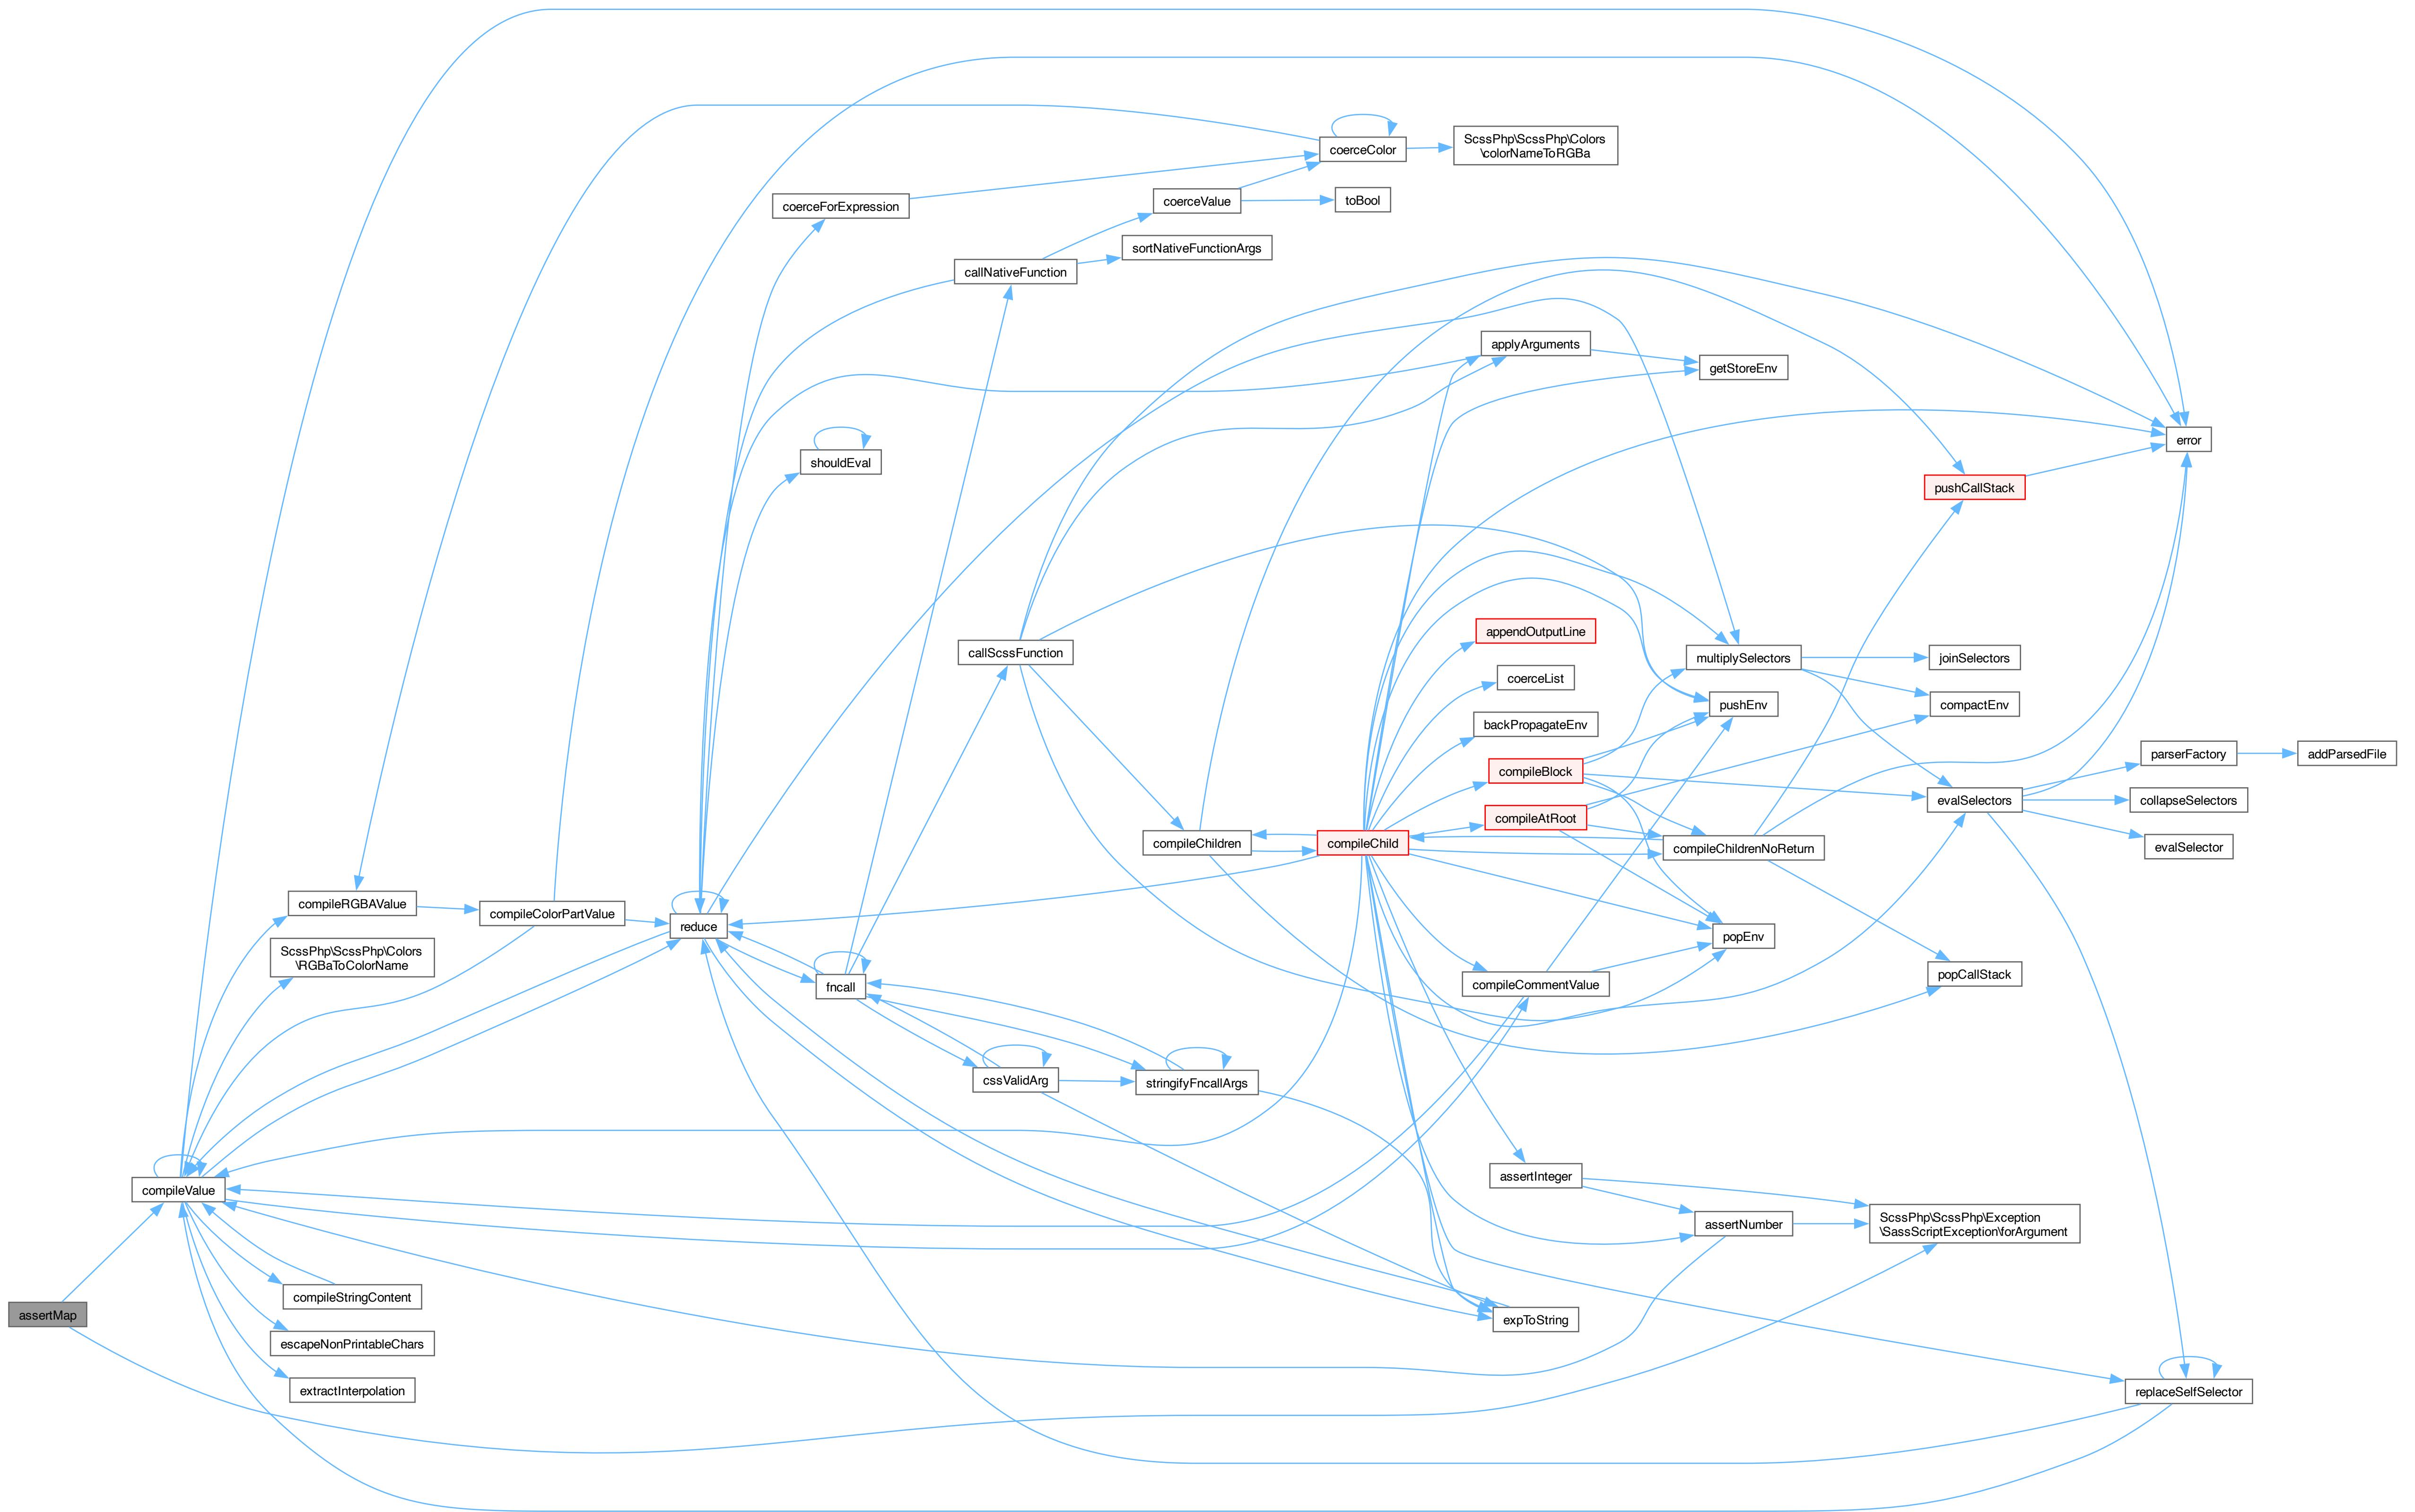 coerceColor
ScssPhp\ScssPhp\Colors
\colorNameToRGBa
coerceForExpression
coerceValue
toBool
sortNativeFunctionArgs
callNativeFunction
applyArguments
getStoreEnv
error
shouldEval
pushCallStack
appendOutputLine
callScssFunction
multiplySelectors
joinSelectors
coerceList
pushEnv
compactEnv
backPropagateEnv
parserFactory
addParsedFile
compileBlock
evalSelectors
collapseSelectors
compileAtRoot
compileChildren
compileChild
compileChildrenNoReturn
evalSelector
compileRGBAValue
compileColorPartValue
reduce
popEnv
ScssPhp\ScssPhp\Colors
\RGBaToColorName
popCallStack
fncall
compileCommentValue
cssValidArg
stringifyFncallArgs
assertInteger
compileValue
assertNumber
ScssPhp\ScssPhp\Exception
\SassScriptException\forArgument
compileStringContent
assertMap
expToString
escapeNonPrintableChars
extractInterpolation
replaceSelfSelector